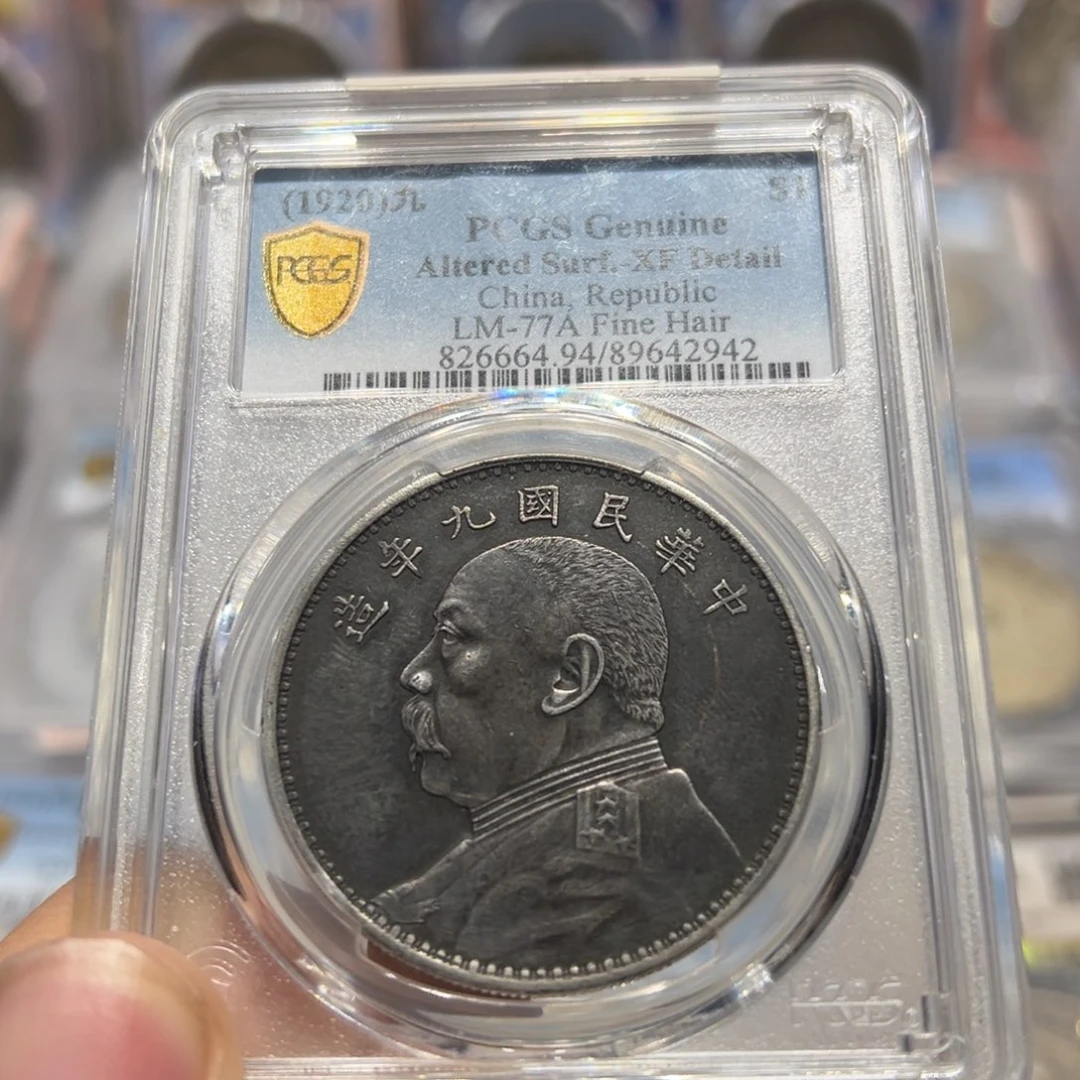 (1920)九 $1
PCGS Genuine
PCGS
Altered Surf.-XF Detail
China, Republic
LM-77A Fine Hair
826664.94/89642942
中華民國九年造